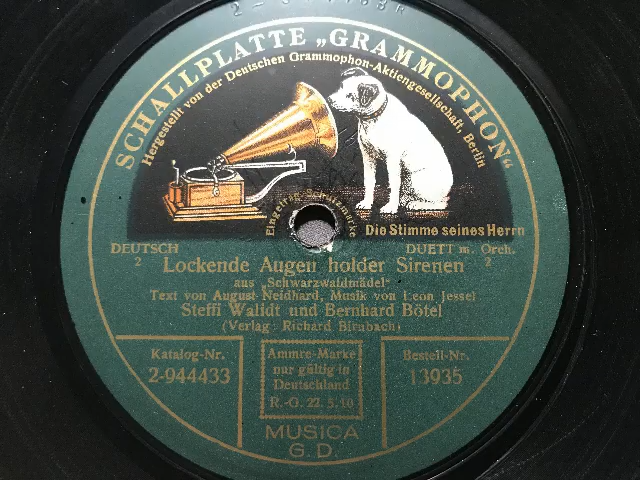 SCHALLPLATTE „GRAMMOPHON"
Hergestellt von der Deutschen Grammophon-Aktiengesellschaft, Berlin
Eingetrag. Schutzmarke
Die Stimme seines Herrn
DEUTSCH
2
DUETT m. Orch.
2
Lockende Augen holder Sirenen
aus „Schwarzwaldmädel"
Text von August Neidhard, Musik von Leon Jessel
Steffi Walidt und Bernhard Bötel
(Verlag: Richard Birnbach)
Katalog-Nr.
2-944433
Ammre-Marke
nur gültig in
Deutschland
R.-G. 22. 5. 10
Bestell-Nr.
13935
MUSICA
G. D.